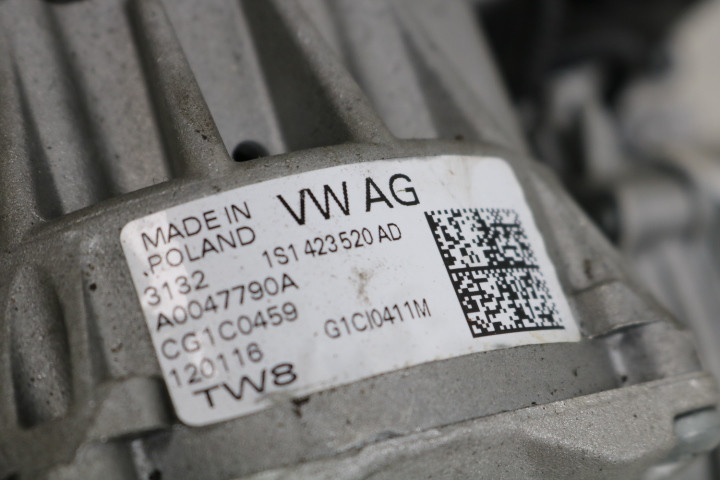 MADE IN
POLAND
VW AG
3132
1S1 423 520 AD
A0047790A
CG1C0459
G1CI0411M
120116
TW8